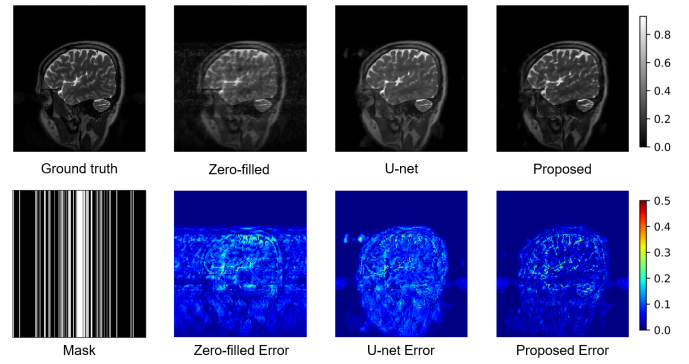 0.8
0.6
0.4
0.2
0.0
Ground truth
Zero-filled
U-net
Proposed
0.5
0.4
0.3
0.2
0.1
0.0
Mask
Zero-filled Error
U-net Error
Proposed Error